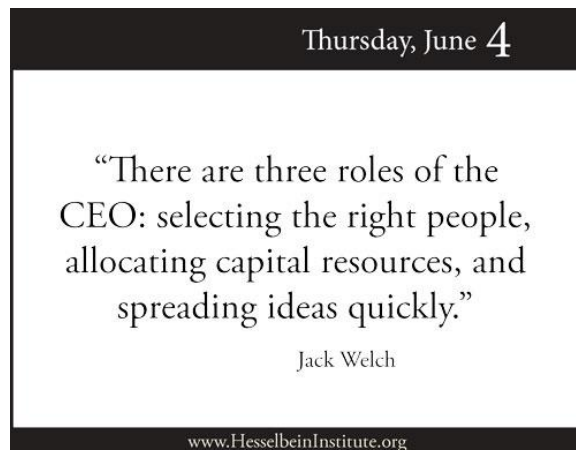 Thursday, June 4
“There are three roles of the
CEO: selecting the right people,
allocating capital resources, and
spreading ideas quickly.”
Jack Welch
www.HesselbeinInstitute.org